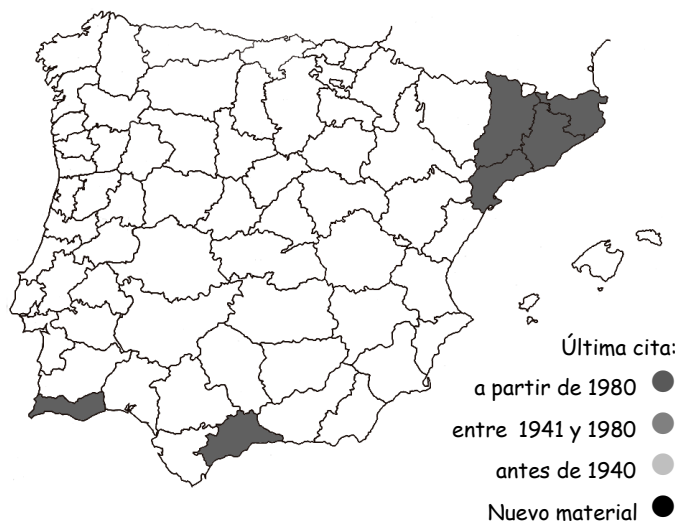 Última cita:
a partir de 1980
entre 1941 y 1980
antes de 1940
Nuevo material